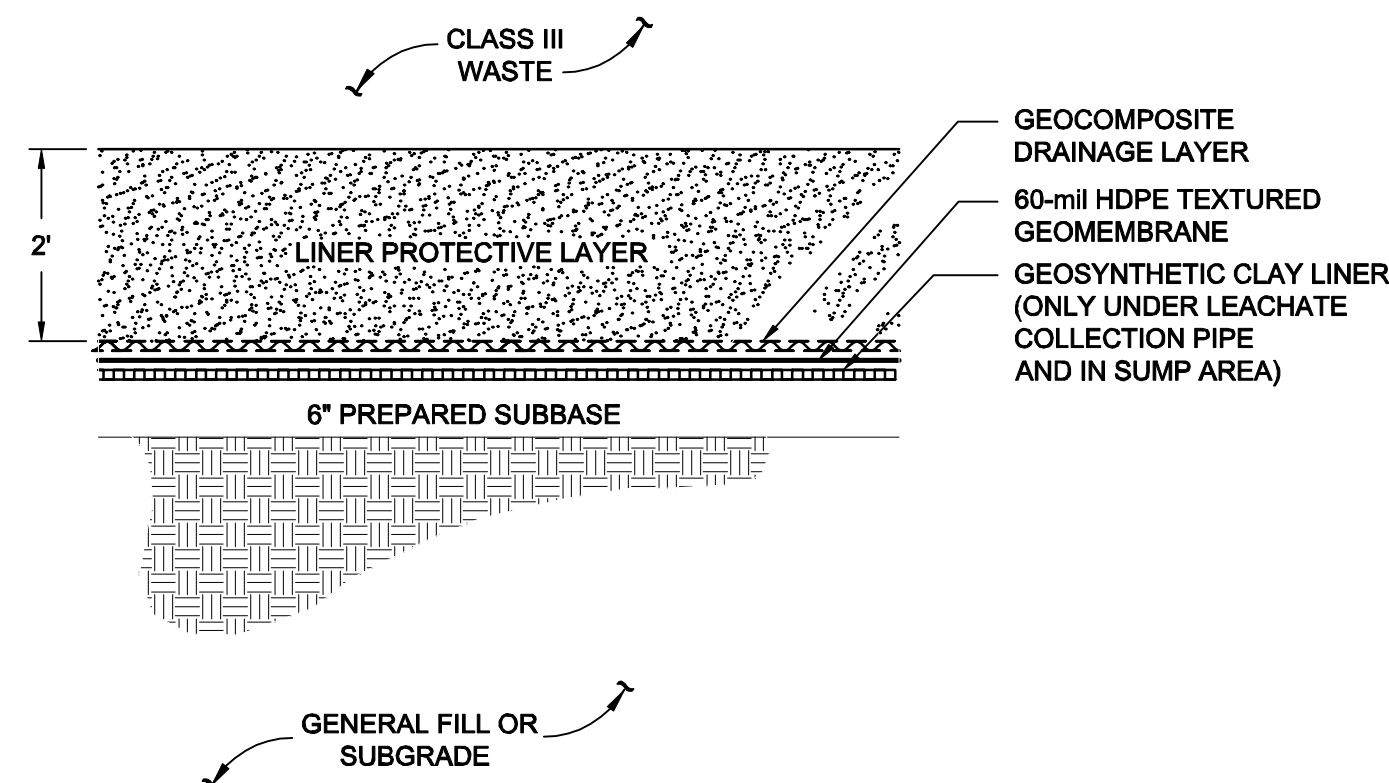 CLASS III
WASTE
GEOCOMPOSITE
DRAINAGE LAYER
60-mil HDPE TEXTURED
GEOMEMBRANE
2'
LINER PROTECTIVE LAYER
GEOSYNTHETIC CLAY LINER
(ONLY UNDER LEACHATE
COLLECTION PIPE
AND IN SUMP AREA)
6" PREPARED SUBBASE
GENERAL FILL OR
SUBGRADE